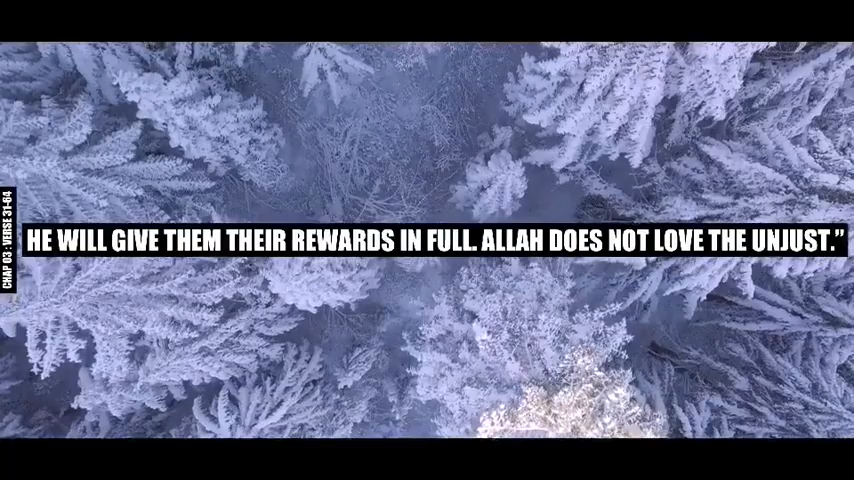 CHAP 03 : VERSE 31-64
HE WILL GIVE THEM THEIR REWARDS IN FULL. ALLAH DOES NOT LOVE THE UNJUST.”